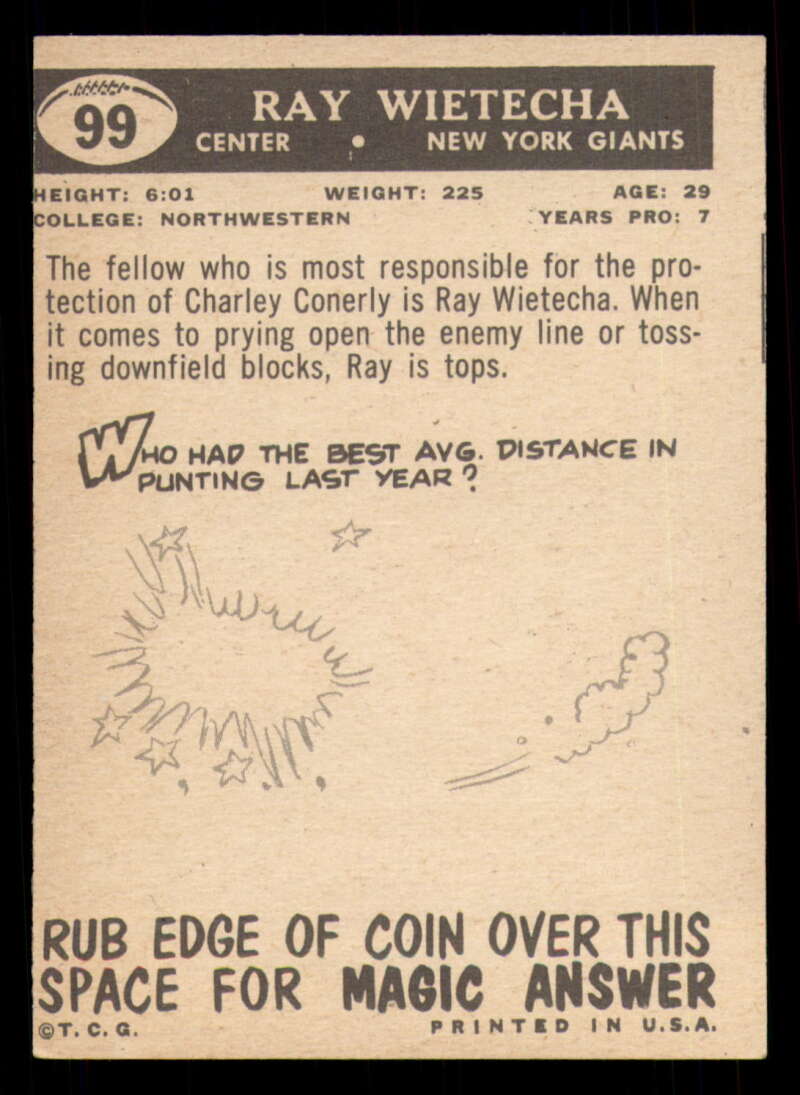 99
RAY WIETECHA
CENTER • NEW YORK GIANTS
HEIGHT: 6:01 WEIGHT: 225 AGE: 29
COLLEGE: NORTHWESTERN YEARS PRO: 7
The fellow who is most responsible for the pro-
tection of Charley Conerly is Ray Wietecha. When
it comes to prying open the enemy line or toss-
ing downfield blocks, Ray is tops.
WHO HAD THE BEST AVG. DISTANCE IN
PUNTING LAST YEAR?
RUB EDGE OF COIN OVER THIS
SPACE FOR MAGIC ANSWER
©T.C.G. PRINTED IN U.S.A.